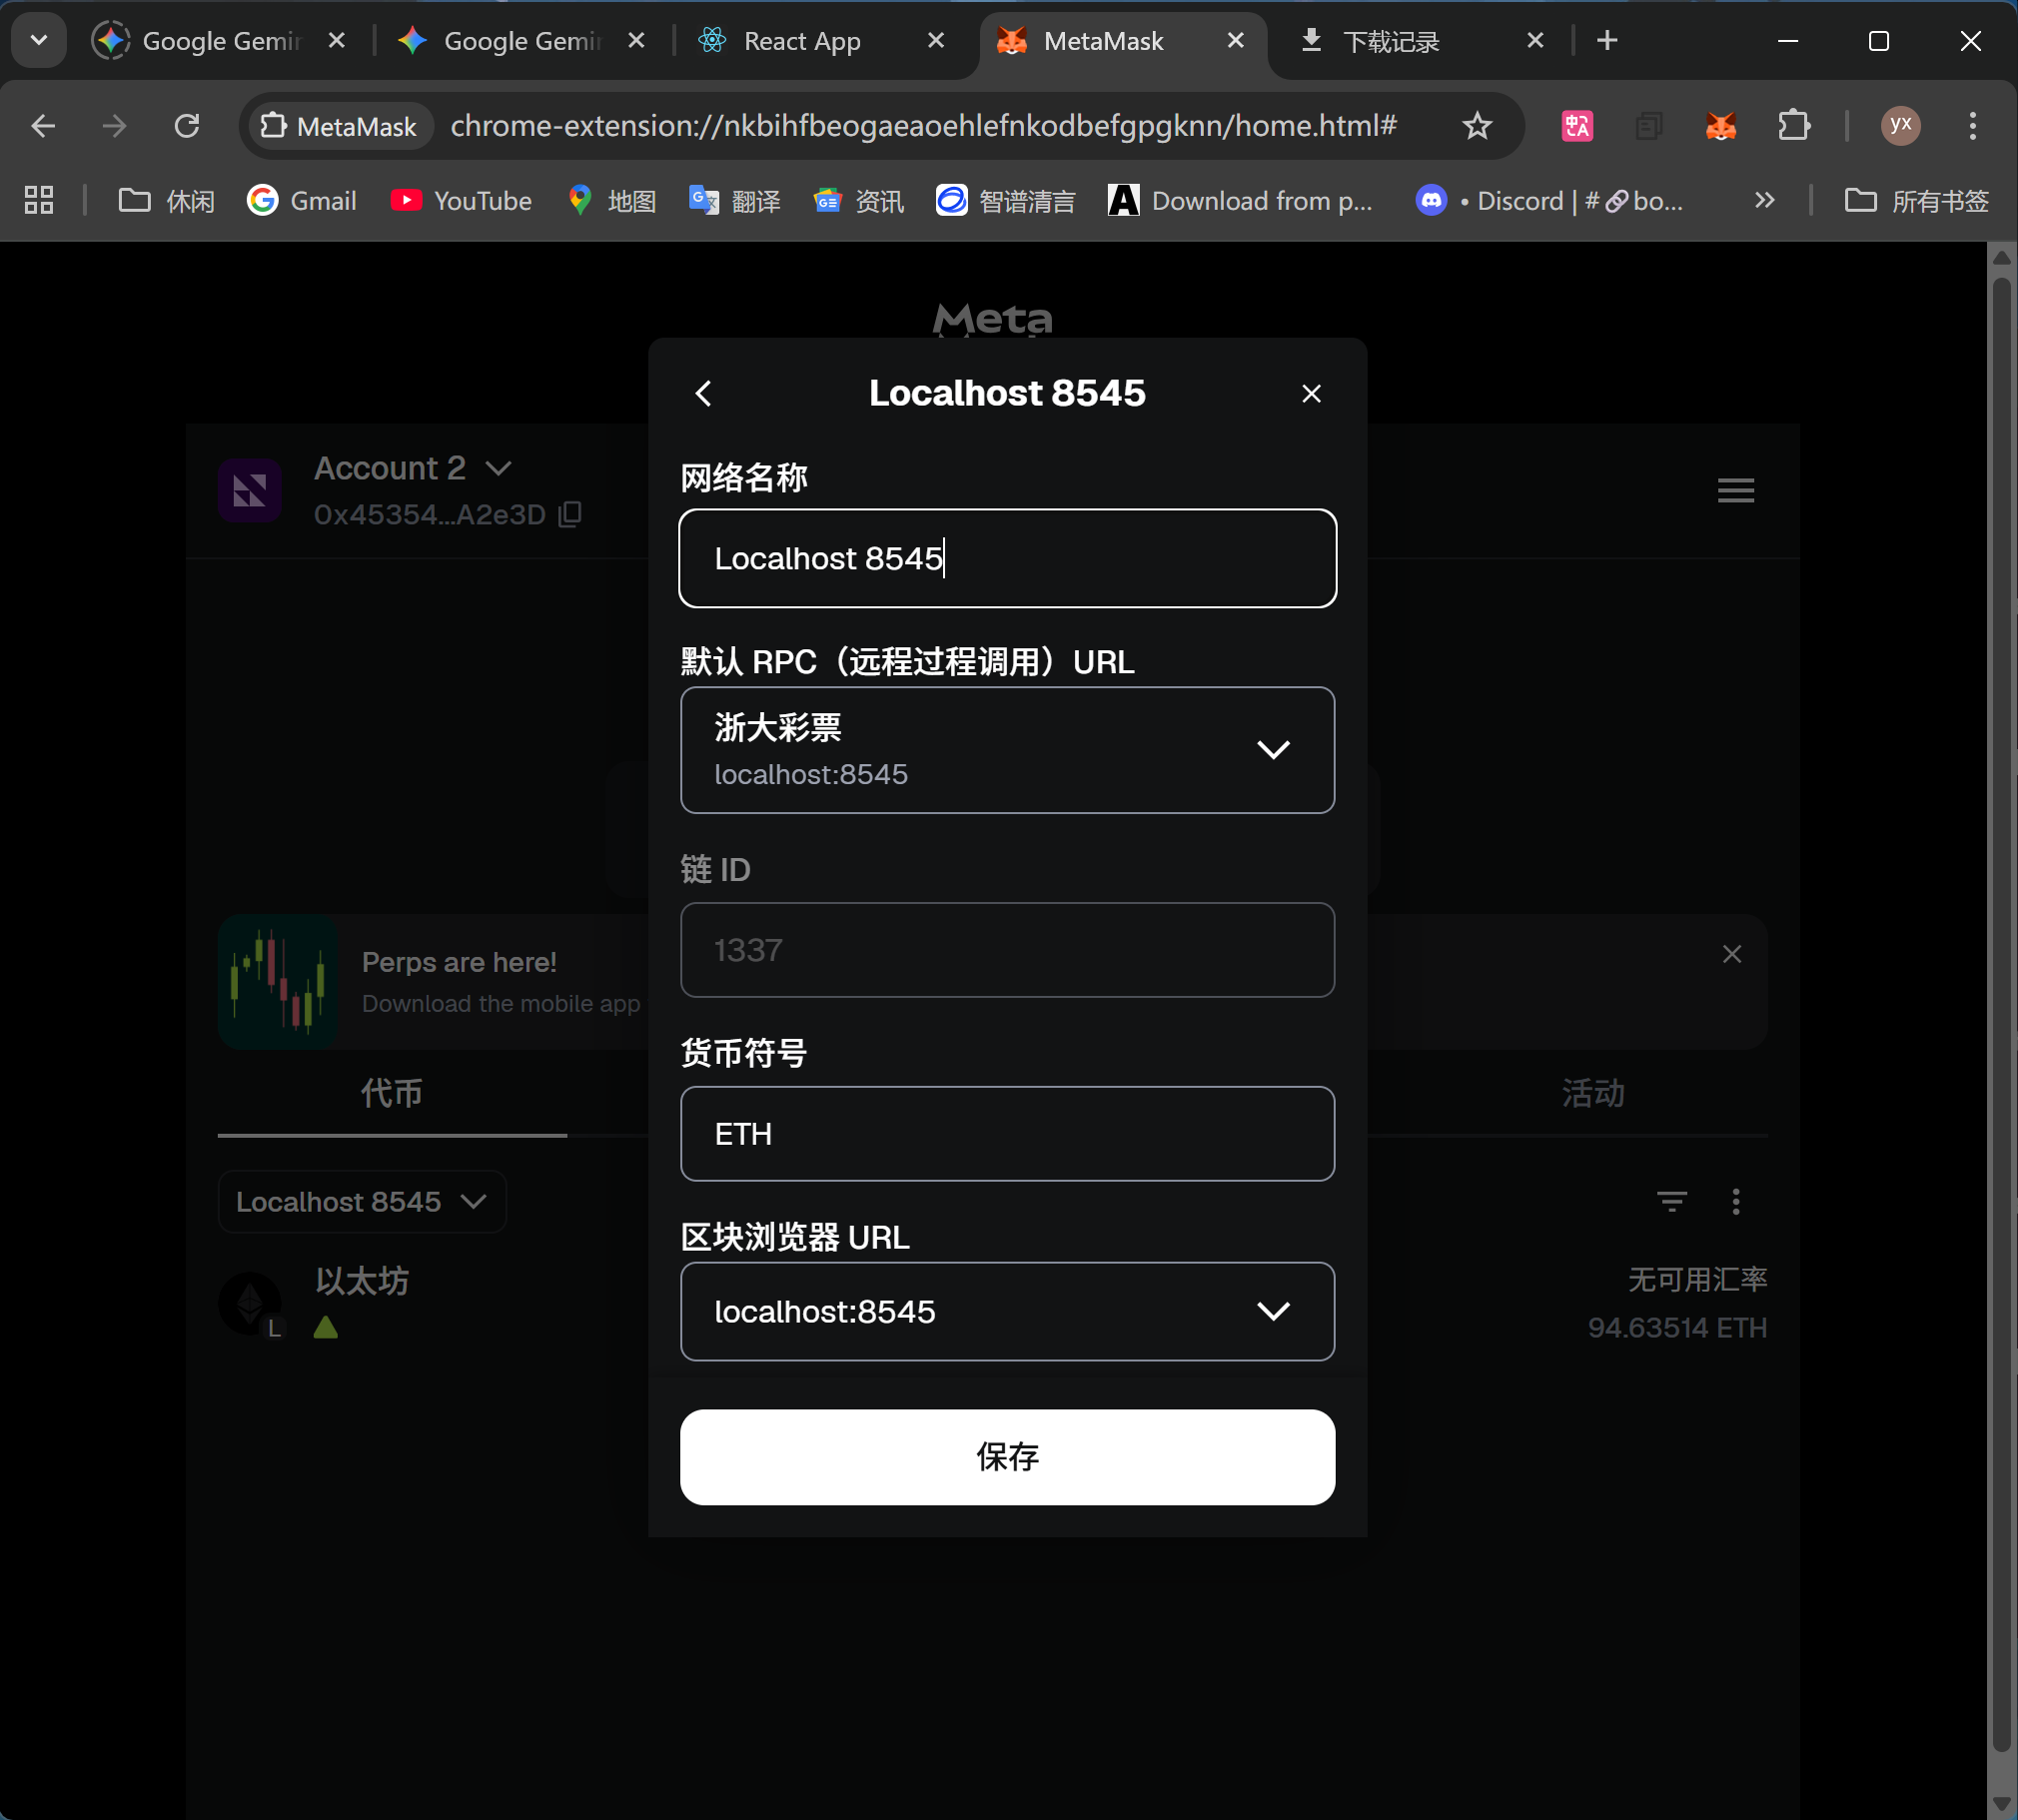 Google Gemin
Google Gemin
React App
MetaMask
下载记录
MetaMask
chrome-extension://nkbihfbeogaeaoehlefnkodbefgpgknn/home.html#
中A
yx
休闲
Gmail
YouTube
地图
翻译
资讯
智谱清言
Download from p...
• Discord | #🔗bo...
所有书签
Meta
Localhost 8545
Account 2
0x45354...A2e3D
网络名称
Localhost 8545
默认 RPC（远程过程调用）URL
浙大彩票
localhost:8545
链 ID
1337
Perps are here!
Download the mobile app
货币符号
ETH
代币
活动
Localhost 8545
区块浏览器 URL
localhost:8545
以太坊
L
无可用汇率
94.63514 ETH
保存